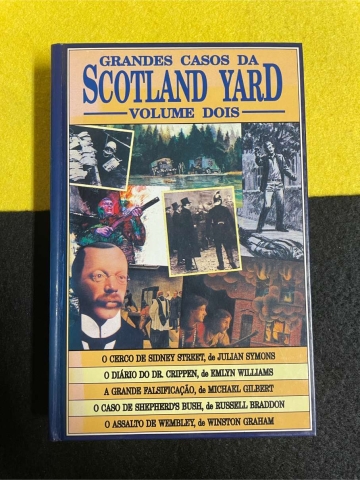 GRANDES CASOS DA
SCOTLAND YARD
VOLUME DOIS
O CERCO DE SIDNEY STREET, de JULIAN SYMONS
O DIÁRIO DO DR. CRIPPEN, de EMLYN WILLIAMS
A GRANDE FALSIFICAÇÃO, de MICHAEL GILBERT
O CASO DE SHEPHERD'S BUSH, de RUSSELL BRADDON
O ASSALTO DE WEMBLEY, de WINSTON GRAHAM